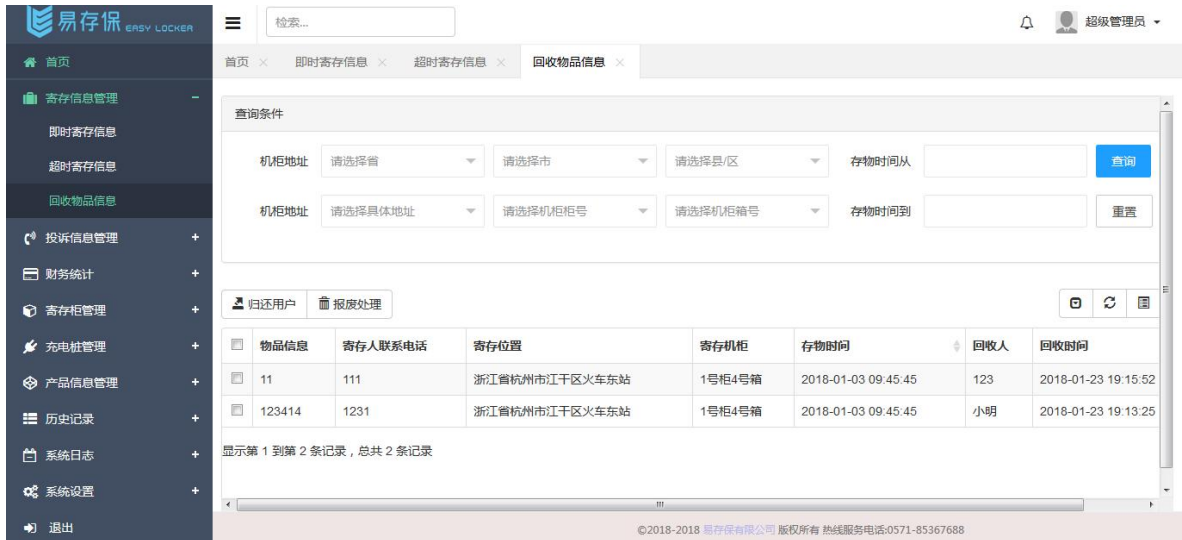 易存保 EASY LOCKER
检索...
超级管理员
首页
寄存信息管理
即时寄存信息
超时寄存信息
回收物品信息
投诉信息管理
财务统计
寄存柜管理
充电桩管理
产品信息管理
历史记录
系统日志
系统设置
退出
首页 × 即时寄存信息 × 超时寄存信息 × 回收物品信息 ×
查询条件
机柜地址 请选择省 请选择市 请选择县/区 存物时间从 查询
机柜地址 请选择具体地址 请选择机柜柜号 请选择机柜箱号 存物时间到 重置
归还用户 报废处理
物品信息 寄存人联系电话 寄存位置 寄存机柜 存物时间 回收人 回收时间
11 111 浙江省杭州市江干区火车东站 1号柜4号箱 2018-01-03 09:45:45 123 2018-01-23 19:15:52
123414 1231 浙江省杭州市江干区火车东站 1号柜4号箱 2018-01-03 09:45:45 小明 2018-01-23 19:13:25
显示第 1 到第 2 条记录，总共 2 条记录
©2018-2018 易存保有限公司 版权所有 热线服务电话:0571-85367688